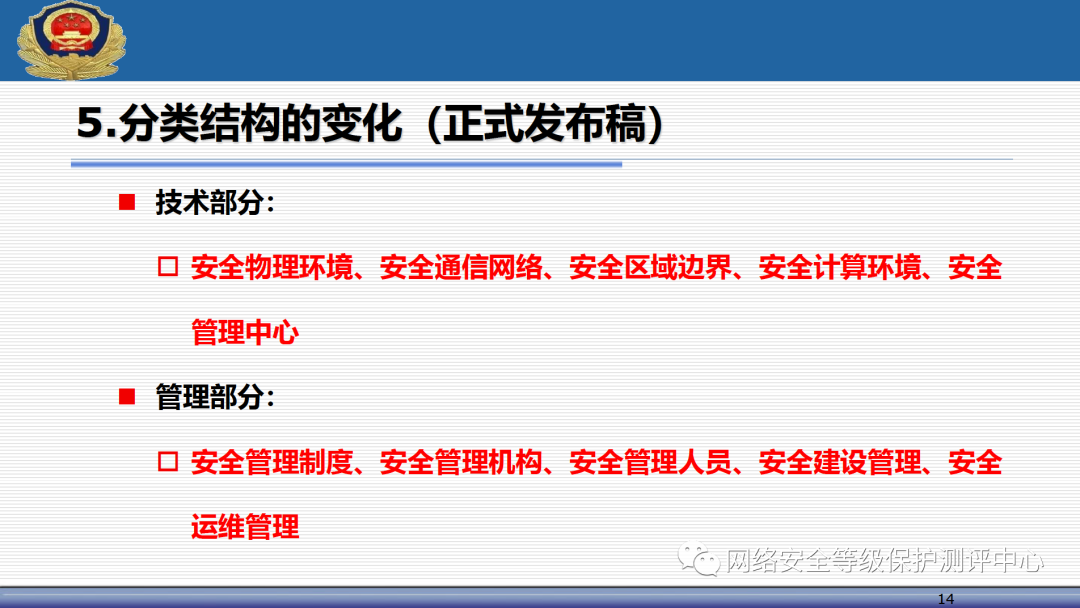 5.分类结构的变化（正式发布稿）
技术部分：
安全物理环境、安全通信网络、安全区域边界、安全计算环境、安全
管理中心
管理部分：
安全管理制度、安全管理机构、安全管理人员、安全建设管理、安全
运维管理
网络安全等级保护测评中心
14